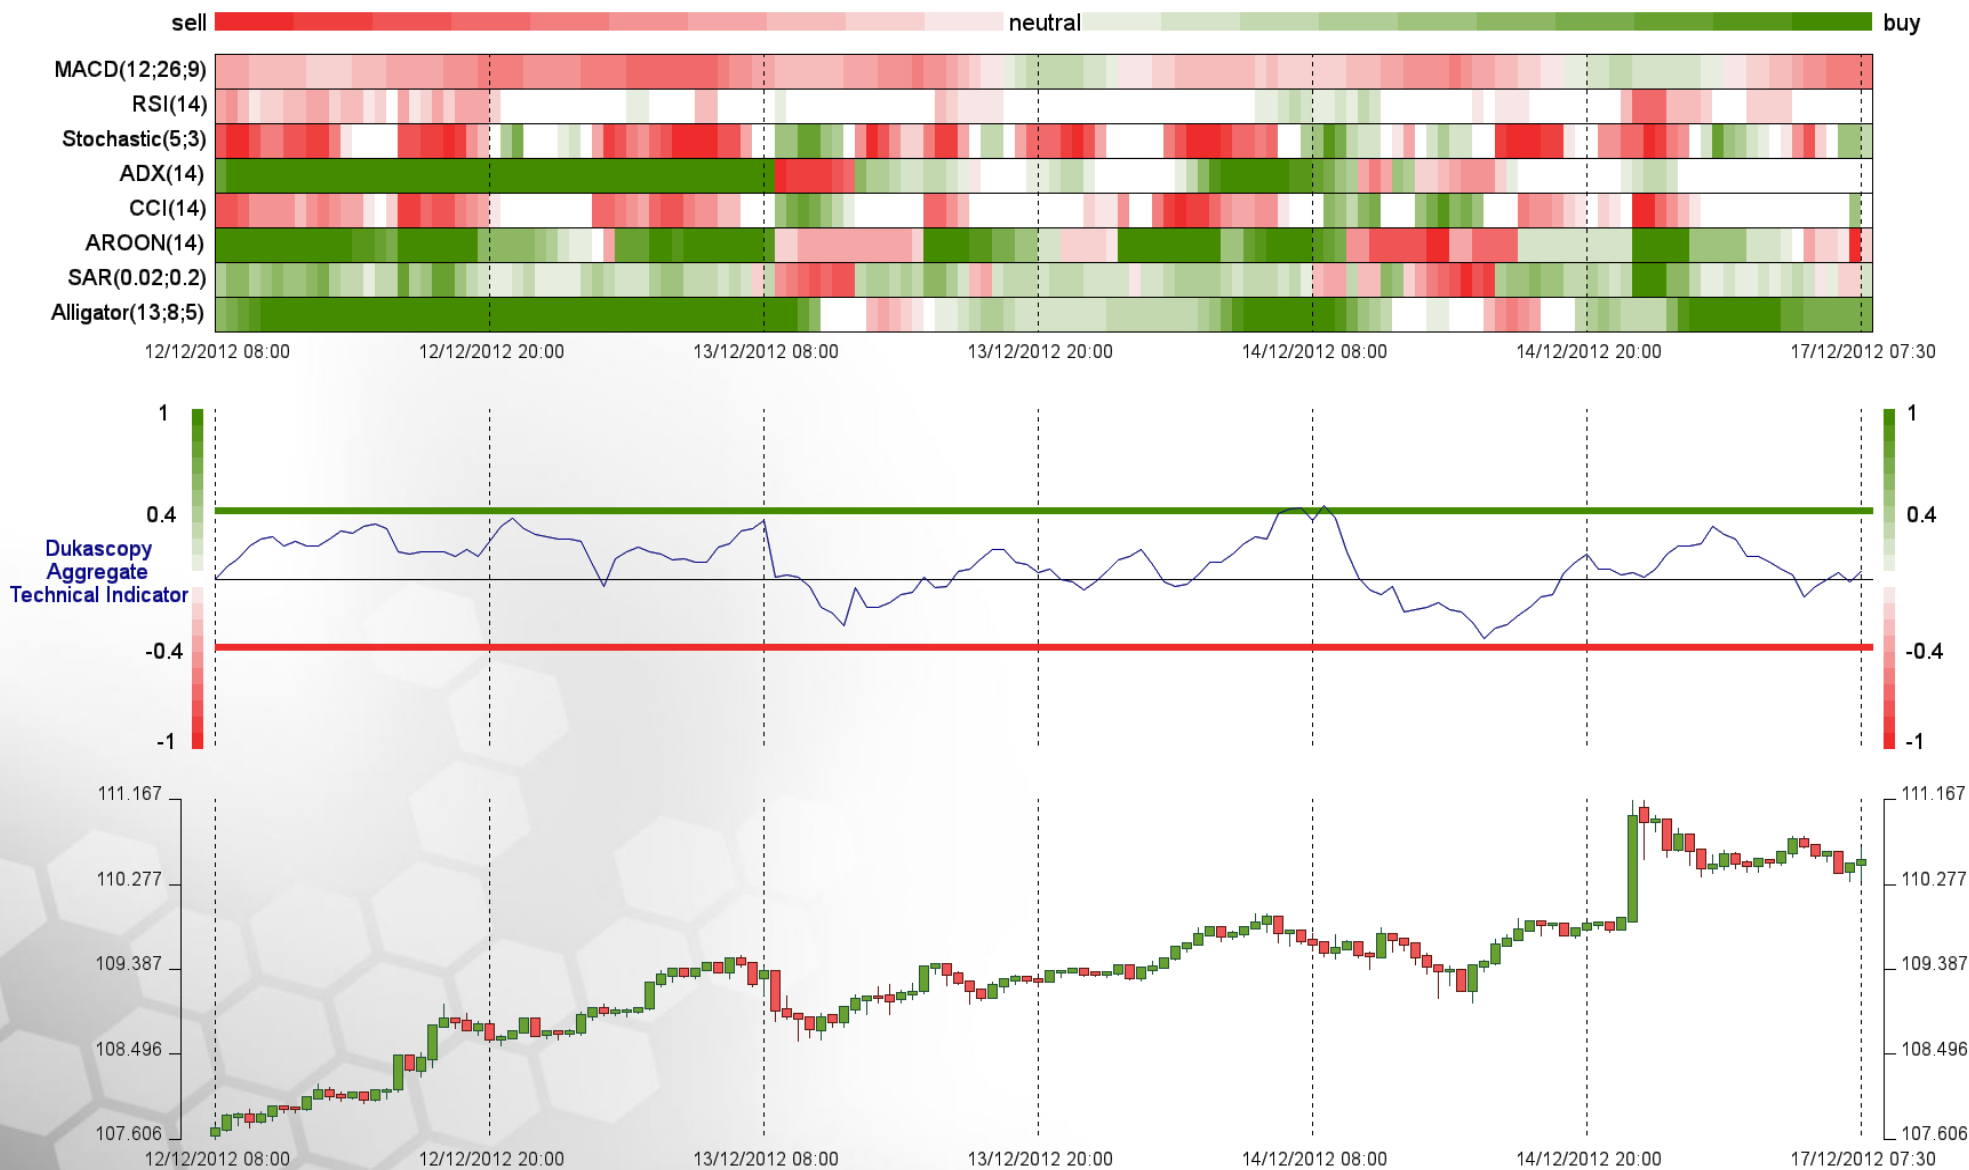 sell neutral buy
MACD(12;26;9)
RSI(14)
Stochastic(5;3)
ADX(14)
CCI(14)
AROON(14)
SAR(0.02;0.2)
Alligator(13;8;5)
12/12/2012 08:00 12/12/2012 20:00 13/12/2012 08:00 13/12/2012 20:00 14/12/2012 08:00 14/12/2012 20:00 17/12/2012 07:30
1 1
0.4 0.4
Dukascopy
Aggregate
Technical Indicator
-0.4 -0.4
-1 -1
111.167 111.167
110.277 110.277
109.387 109.387
108.496 108.496
107.606 107.606
12/12/2012 08:00 12/12/2012 20:00 13/12/2012 08:00 13/12/2012 20:00 14/12/2012 08:00 14/12/2012 20:00 17/12/2012 07:30